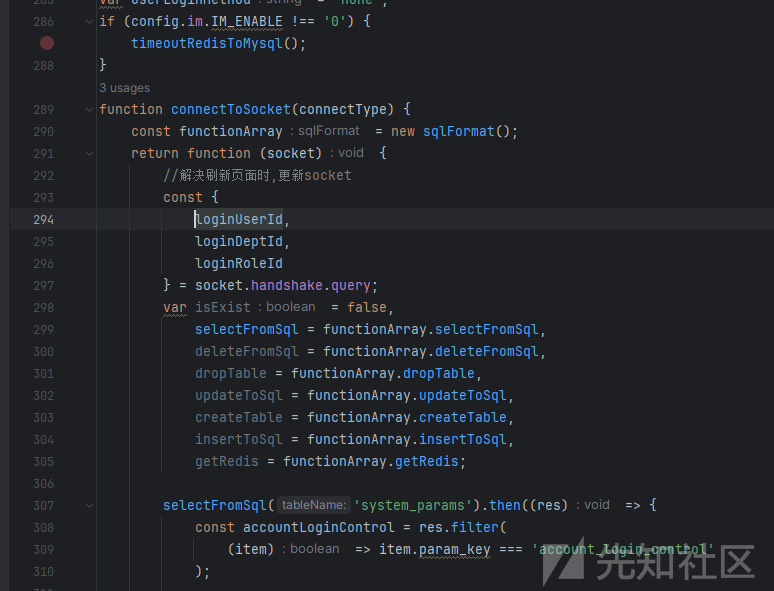 285 var userLoginMethod : string = 'none',
286 if (config.im.IM_ENABLE !== '0') {
timeoutRedisToMysql();
288 }
3 usages
289 function connectToSocket(connectType) {
290 const functionArray : sqlFormat = new sqlFormat();
291 return function (socket) : void {
292 //解决刷新页面时,更新socket
293 const {
294 loginUserId,
295 loginDeptId,
296 loginRoleId
297 } = socket.handshake.query;
298 var isExist : boolean = false,
299 selectFromSql = functionArray.selectFromSql,
300 deleteFromSql = functionArray.deleteFromSql,
301 dropTable = functionArray.dropTable,
302 updateToSql = functionArray.updateToSql,
303 createTable = functionArray.createTable,
304 insertToSql = functionArray.insertToSql,
305 getRedis = functionArray.getRedis;
306
307 selectFromSql( tableName: 'system_params').then((res) : void => {
308 const accountLoginControl = res.filter(
309 (item) : boolean => item.param_key === 'account_login_control'
310 );
先知社区